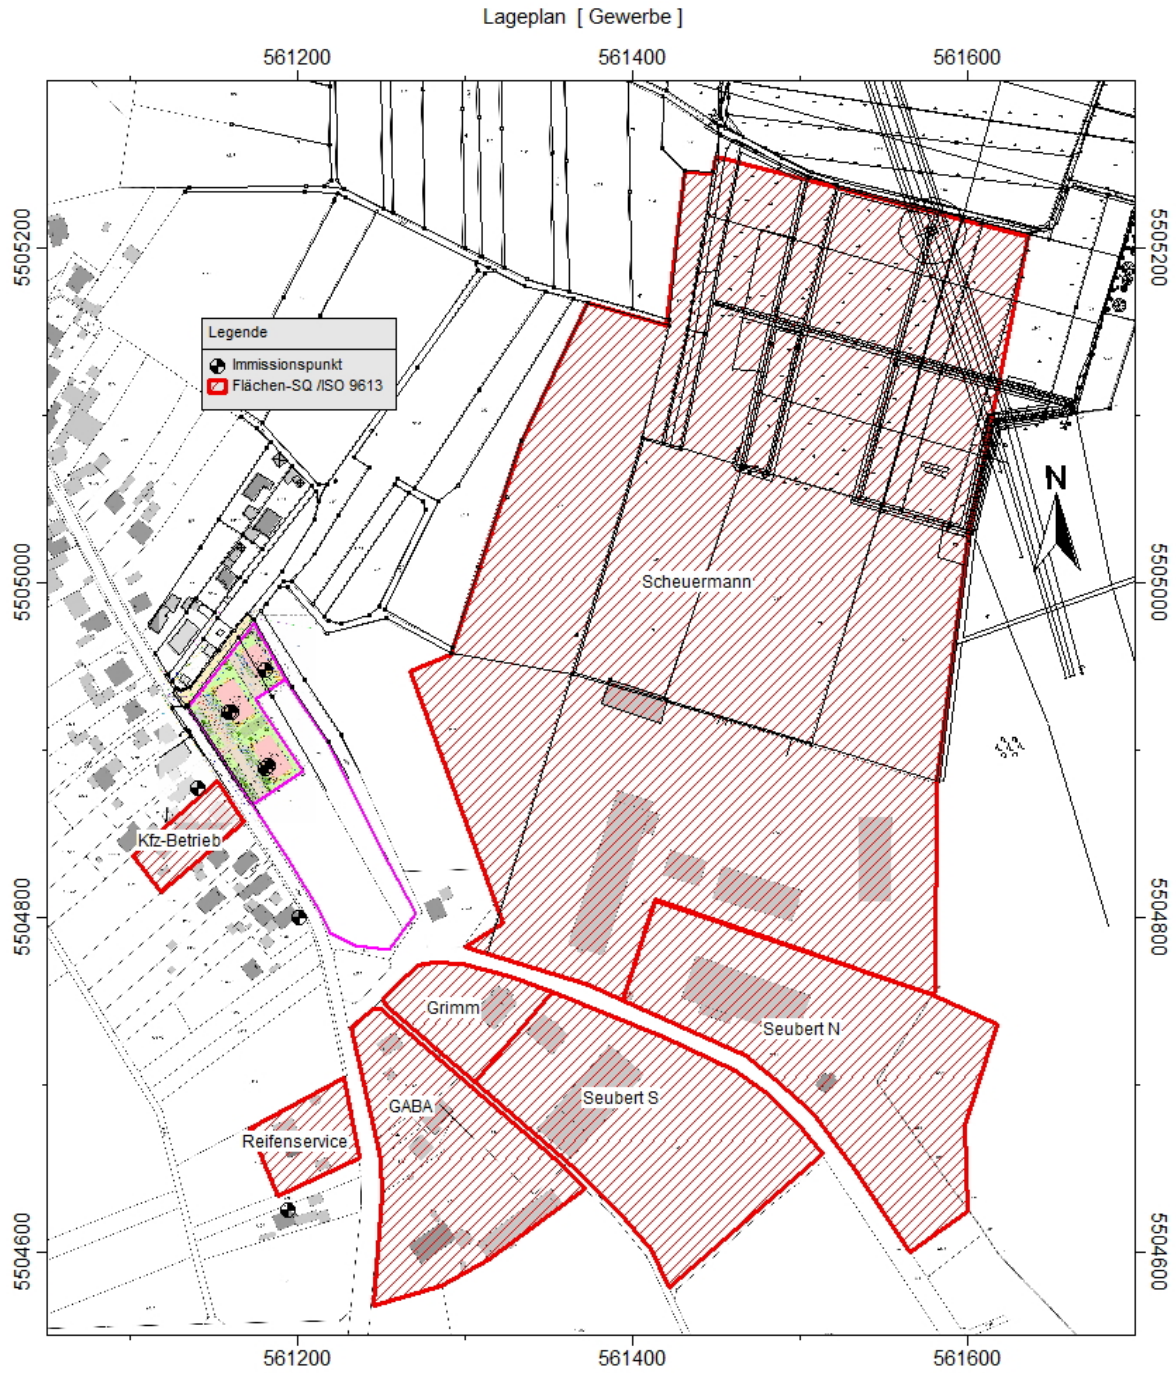 Lageplan [ Gewerbe ]
561200
561400
561600
5505200
5505200
Legende
Immissionspunkt
Flächen-SQ /ISO 9613
N
5505000
5505000
Scheuermann
Kfz-Betrieb
5504800
5504800
Grimm
Seubert N
Seubert S
GABA
Reifenservice
5504600
5504600
561200
561400
561600